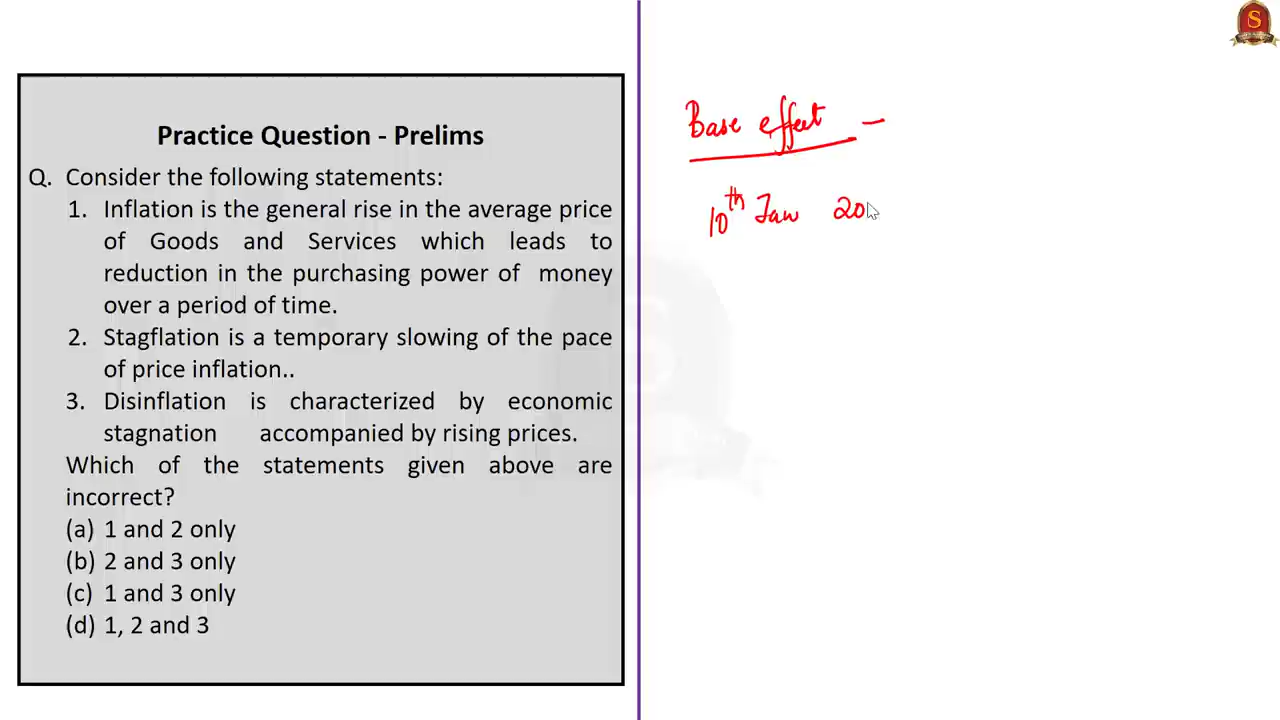 Practice Question - Prelims
Q. Consider the following statements:
1. Inflation is the general rise in the average price
of Goods and Services which leads to
reduction in the purchasing power of money
over a period of time.
2. Stagflation is a temporary slowing of the pace
of price inflation..
3. Disinflation is characterized by economic
stagnation accompanied by rising prices.
Which of the statements given above are
incorrect?
(a) 1 and 2 only
(b) 2 and 3 only
(c) 1 and 3 only
(d) 1, 2 and 3
Base effect –
10th Jan 20
S